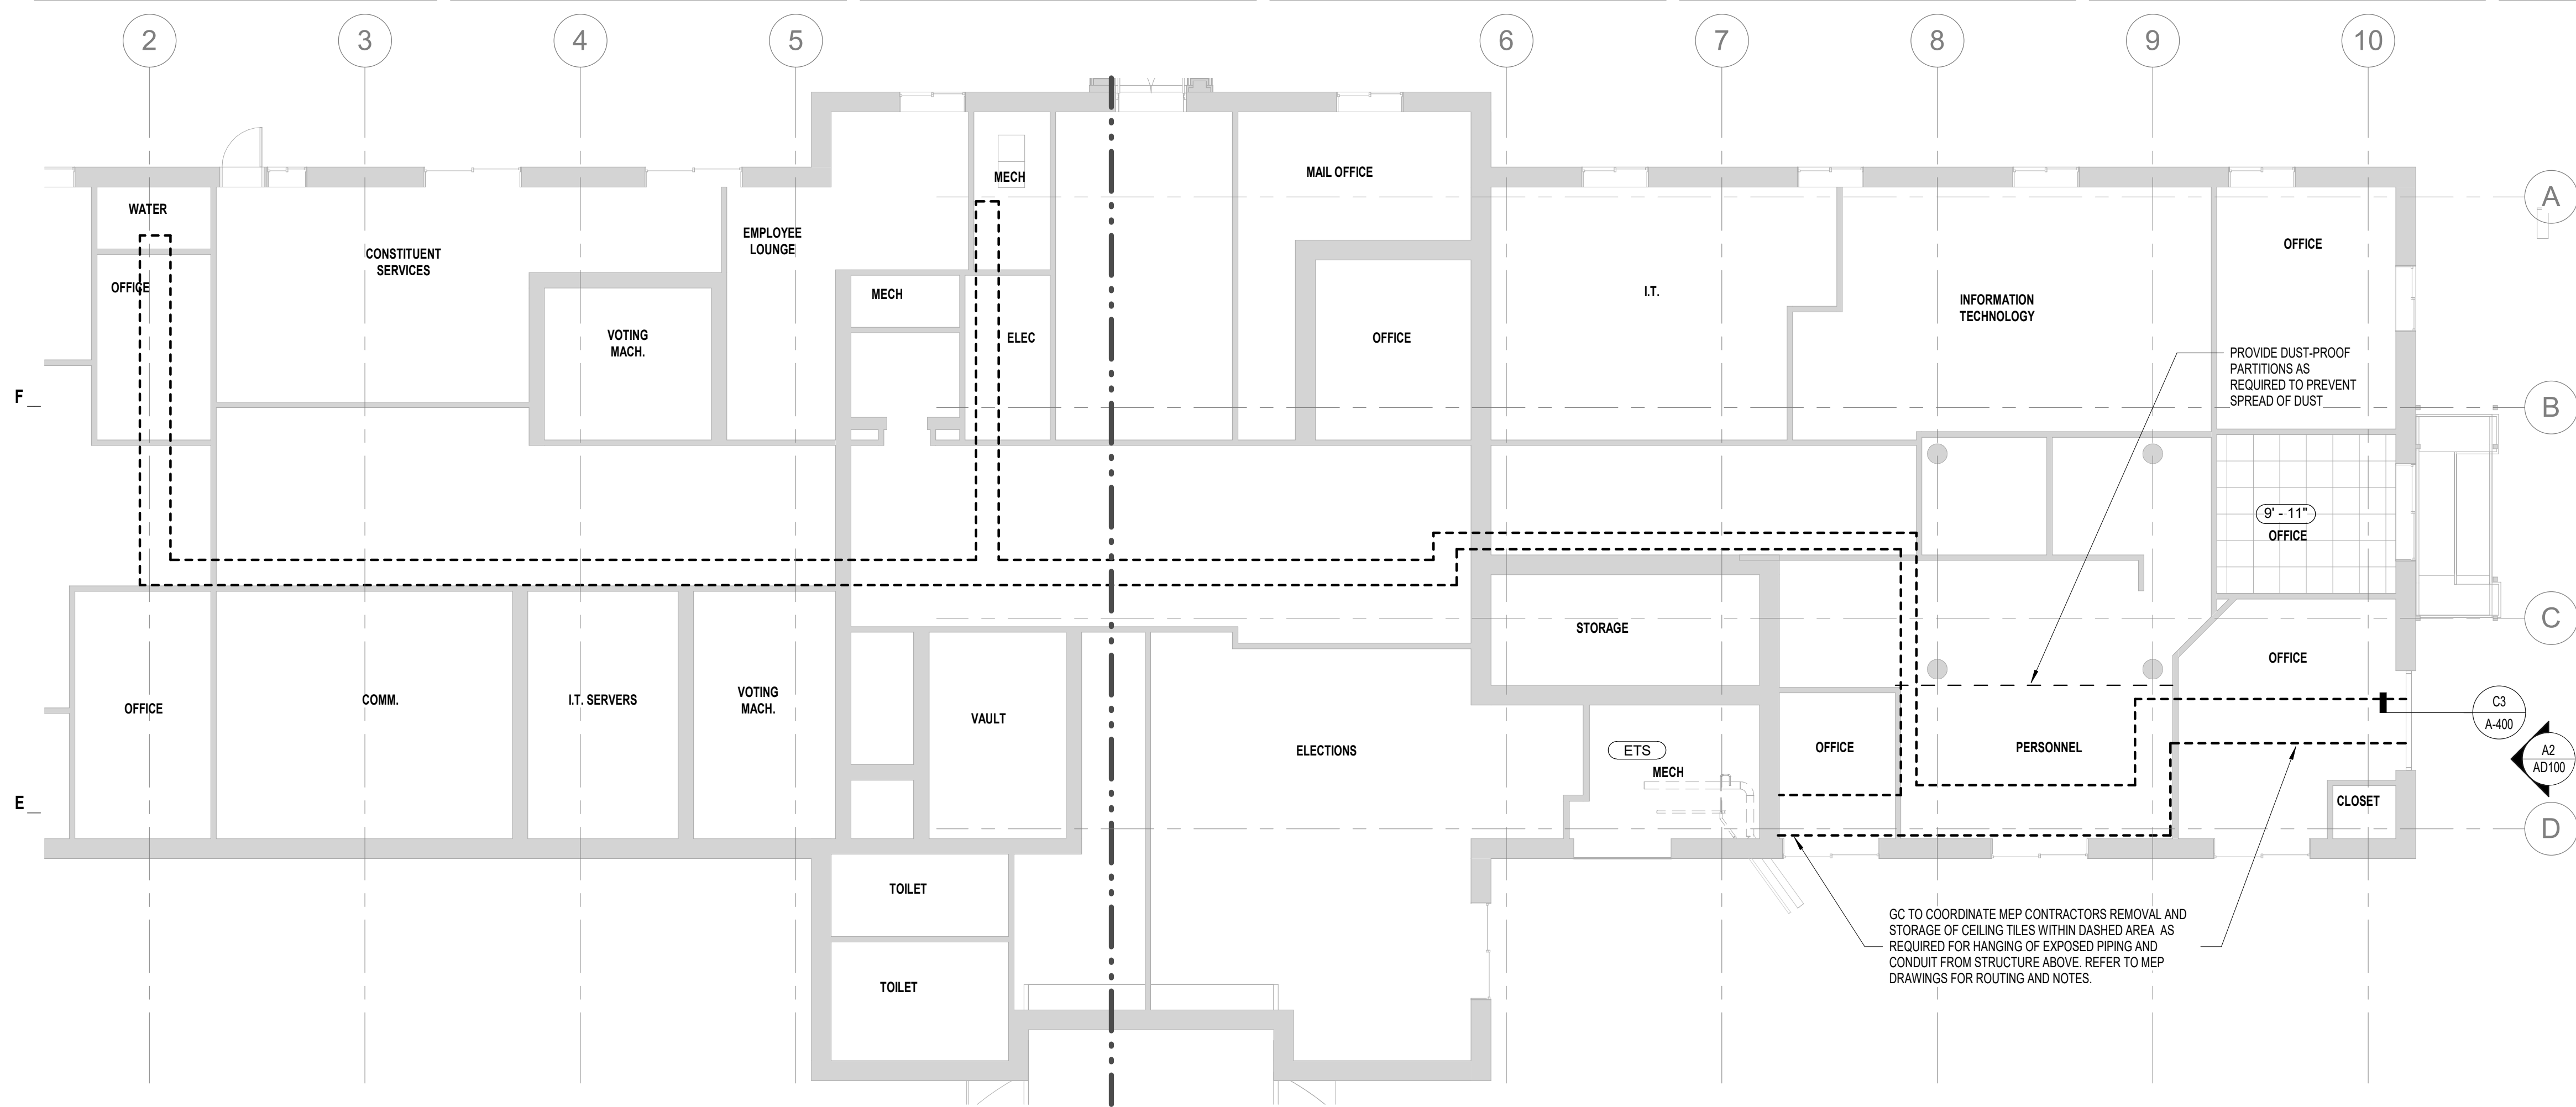 2
3
4
5
6
7
8
9
10
A
B
C
D
F
E
WATER
OFFICE
CONSTITUENT
SERVICES
VOTING
MACH.
EMPLOYEE
LOUNGE
MECH
MECH
ELEC
MAIL OFFICE
OFFICE
I.T.
INFORMATION
TECHNOLOGY
OFFICE
PROVIDE DUST-PROOF
PARTITIONS AS
REQUIRED TO PREVENT
SPREAD OF DUST
9' - 11"
OFFICE
OFFICE
COMM.
I.T. SERVERS
VOTING
MACH.
VAULT
ELECTIONS
STORAGE
ETS
MECH
OFFICE
PERSONNEL
OFFICE
CLOSET
C3
A-400
A2
AD100
TOILET
TOILET
GC TO COORDINATE MEP CONTRACTORS REMOVAL AND
STORAGE OF CEILING TILES WITHIN DASHED AREA AS
REQUIRED FOR HANGING OF EXPOSED PIPING AND
CONDUIT FROM STRUCTURE ABOVE. REFER TO MEP
DRAWINGS FOR ROUTING AND NOTES.